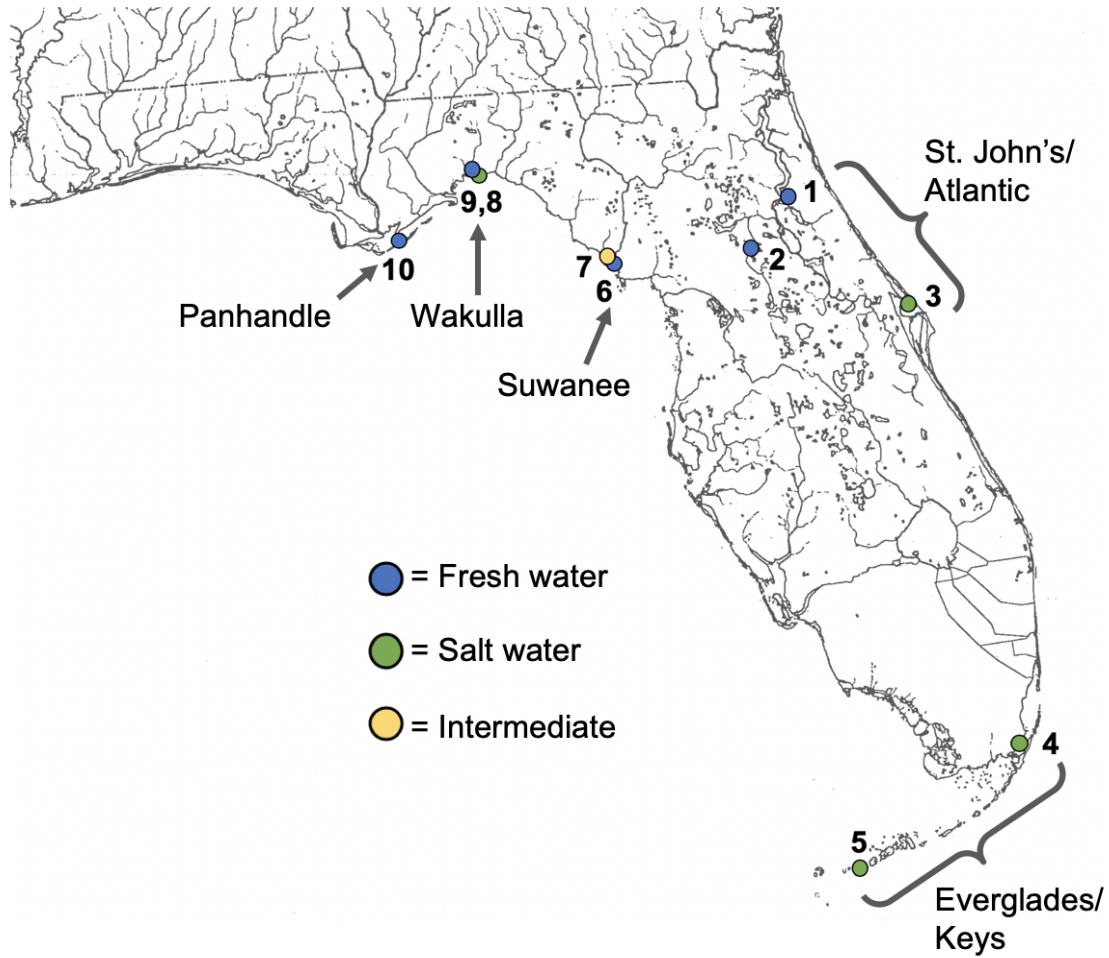 St. John's/
Atlantic
1
9,8
2
7
10
6
3
Panhandle
Wakulla
Suwanee
= Fresh water
= Salt water
= Intermediate
4
5
Everglades/
Keys